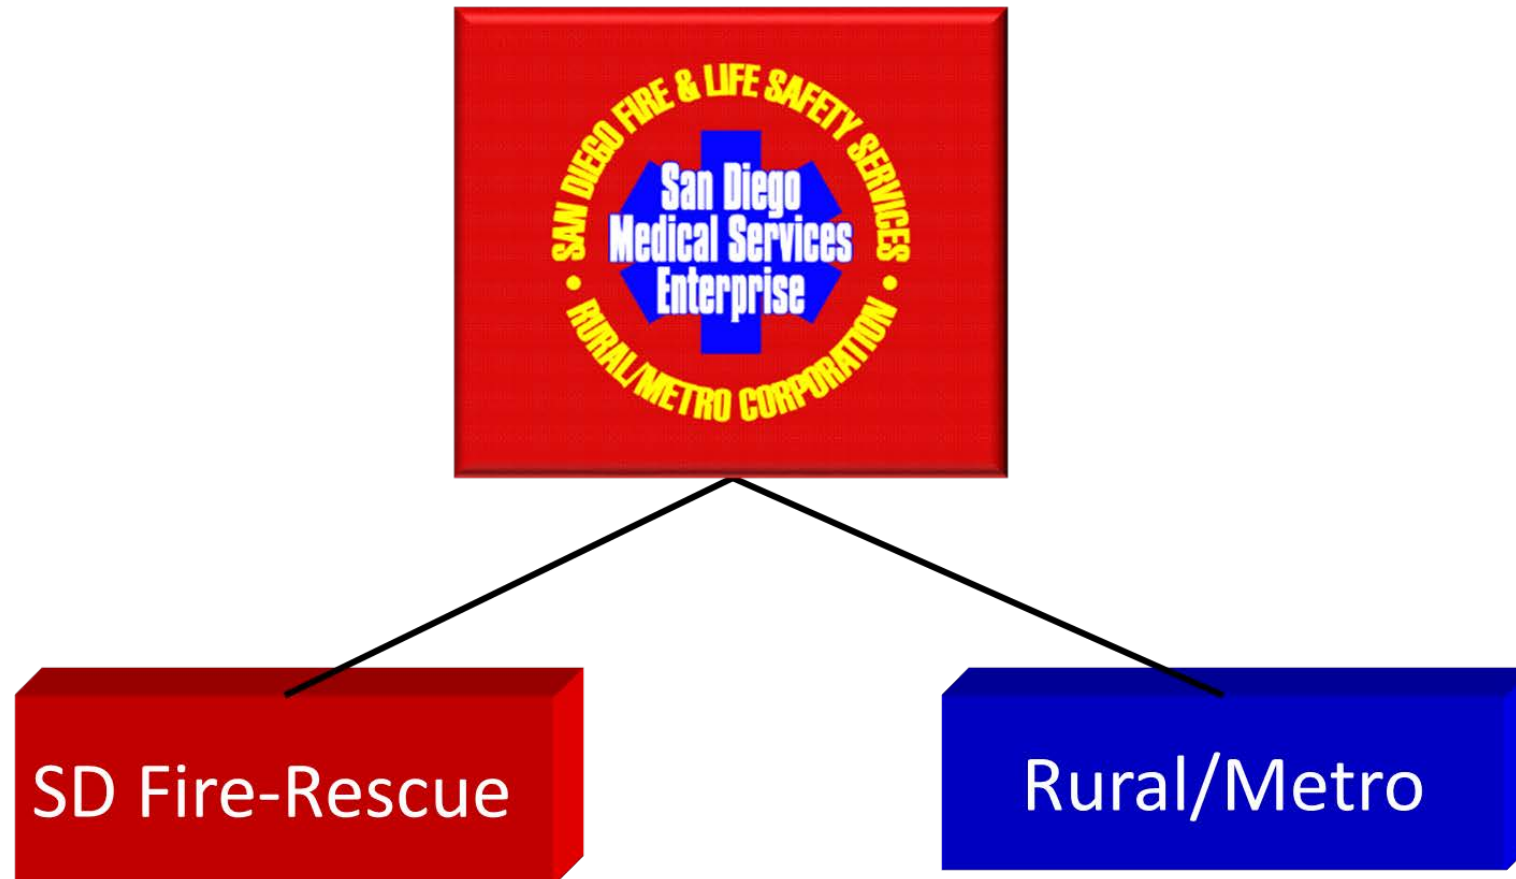 SAN DIEGO FIRE & LIFE SAFETY SERVICES
San Diego
Medical Services
Enterprise
• RURAL/METRO CORPORATION •
SD Fire-Rescue
Rural/Metro